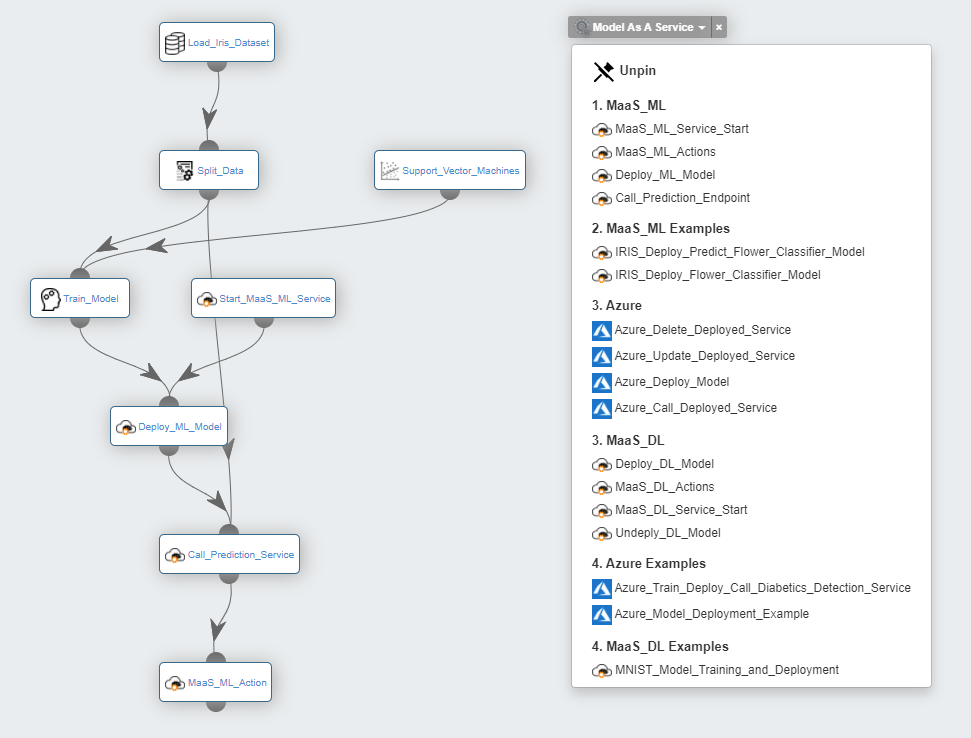 Load_Iris_Dataset
Split_Data
Support_Vector_Machines
Train_Model
Start_MaaS_ML_Service
Deploy_ML_Model
Call_Prediction_Service
MaaS_ML_Action
Model As A Service ×
Unpin
1. MaaS_ML
MaaS_ML_Service_Start
MaaS_ML_Actions
Deploy_ML_Model
Call_Prediction_Endpoint
2. MaaS_ML Examples
IRIS_Deploy_Predict_Flower_Classifier_Model
IRIS_Deploy_Flower_Classifier_Model
3. Azure
Azure_Delete_Deployed_Service
Azure_Update_Deployed_Service
Azure_Deploy_Model
Azure_Call_Deployed_Service
3. MaaS_DL
Deploy_DL_Model
MaaS_DL_Actions
MaaS_DL_Service_Start
Undeply_DL_Model
4. Azure Examples
Azure_Train_Deploy_Call_Diabetics_Detection_Service
Azure_Model_Deployment_Example
4. MaaS_DL Examples
MNIST_Model_Training_and_Deployment